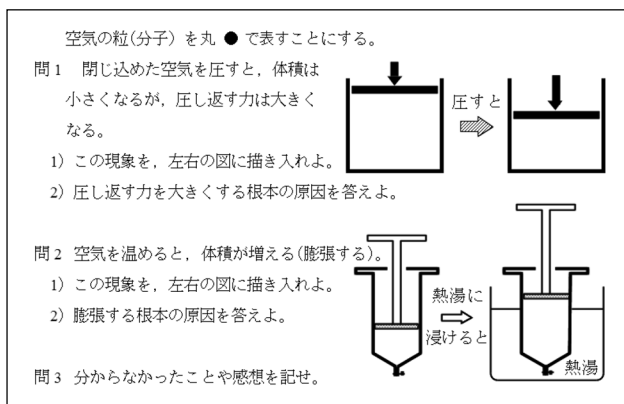 空気の粒(分子)を丸 ● で表すことにする。
問1 閉じ込めた空気を圧すと，体積は
小さくなるが，圧し返す力は大きく
なる。
1）この現象を，左右の図に描き入れよ。
2）圧し返す力を大きくする根本の原因を答えよ。
圧すと
問2 空気を温めると，体積が増える(膨張する)。
1）この現象を，左右の図に描き入れよ。
2）膨張する根本の原因を答えよ。
熱湯に
浸けると
熱湯
問3 分からなかったことや感想を記せ。